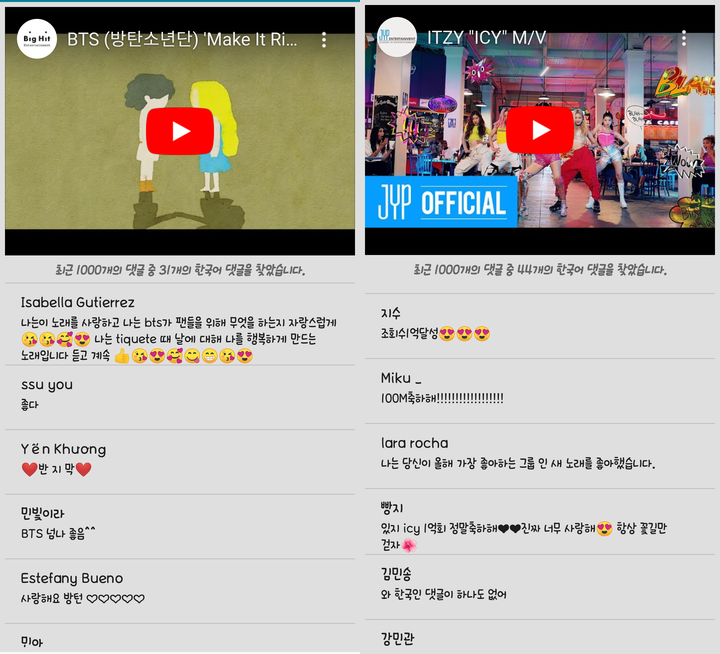 Big Hit
Entertainment
BTS (방탄소년단) 'Make It Ri...
최근 1000개의 댓글 중 31개의 한국어 댓글을 찾았습니다.
Isabella Gutierrez
나는이 노래를 사랑하고 나는 bts가 팬들을 위해 무엇을 하는지 자랑스럽게
😘😘🥰😍 나는 tiquete 때 날에 대해 나를 행복하게 만드는
노래입니다 듣고 계속 👍😘😍🥰😋😁😘😍
ssu you
좋다
Yến Khương
❤️반 지 막❤️
민빛이라
BTS 넘나 좋음^^
Estefany Bueno
사랑해요 방턴 ♡♡♡♡♡
민아
JYP ENTERTAINMENT
ITZY "ICY" M/V
BLAH
BLAH-BLAH
CAFE
Wow
JYP OFFICIAL
최근 1000개의 댓글 중 44개의 한국어 댓글을 찾았습니다.
지수
조회쉬억달성😍😍😍
Miku _
100M축하해!!!!!!!!!!!!!!!!!!
lara rocha
나는 당신이 올해 가장 좋아하는 그룹 인 새 노래를 좋아했습니다.
빵지
있지 icy 1억회 정말축하해❤❤진짜 너무 사랑해😍 항상 꽃길만
걷자🌺
김민송
와 한국인 댓글이 하나도 없어
강민관